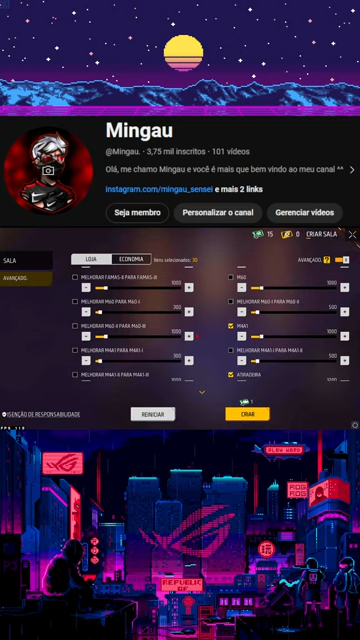 Mingau
@Mingau. · 3,75 mil inscritos · 101 vídeos
Olá, me chamo Mingau e você é mais que bem vindo ao meu canal ^^
instagram.com/mingau_sensei e mais 2 links
Seja membro
Personalizar o canal
Gerenciar vídeos
15
0
CRIAR SALA
SALA
LOJA
ECONOMIA
Itens selecionados: 30
AVANÇADO.
AVANÇADO.
MELHORAR FAMAS-II PARA FAMAS-III
M60
1000
1000
MELHORAR M60 PARA M60-I
MELHORAR M60-I PARA M60-II
300
500
MELHORAR M60-II PARA M60-III
M4A1
1000
1000
MELHORAR M4A1 PARA M4A1-I
MELHORAR M4A1-I PARA M4A1-II
300
500
MELHORAR M4A1-II PARA M4A1-III
ATIRADEIRA
1
ISENÇÃO DE RESPONSABILIDADE
REINICIAR
CRIAR
ROG
REPUBLIC
OF